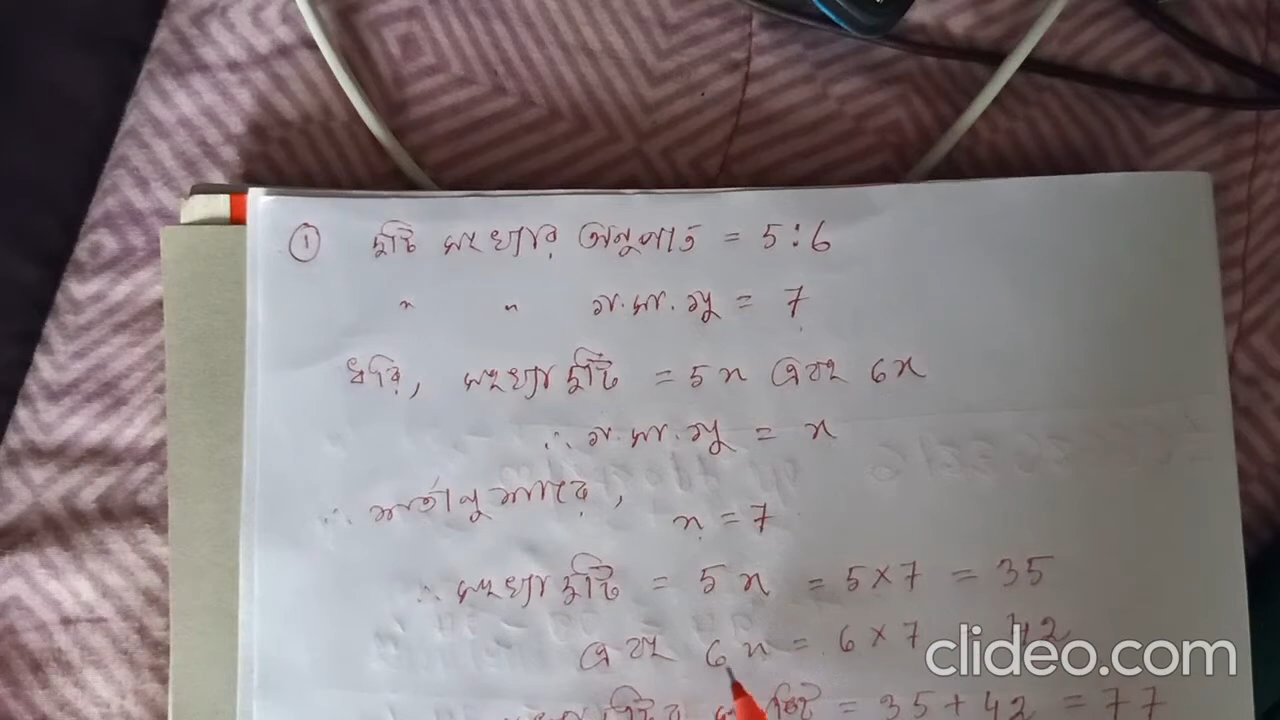 ① দুটি সংখ্যার অনুপাত = 5:6
" " গ.সা.গু = 7
ধরি, সংখ্যা দুটি = 5x এবং 6x
∴ গ.সা.গু = x
∴ শর্তানুসারে,
x = 7
∴ সংখ্যা দুটি = 5x = 5×7 = 35
এবং 6x = 6×7 42
দুটির = 35+42 = 77
clideo.com